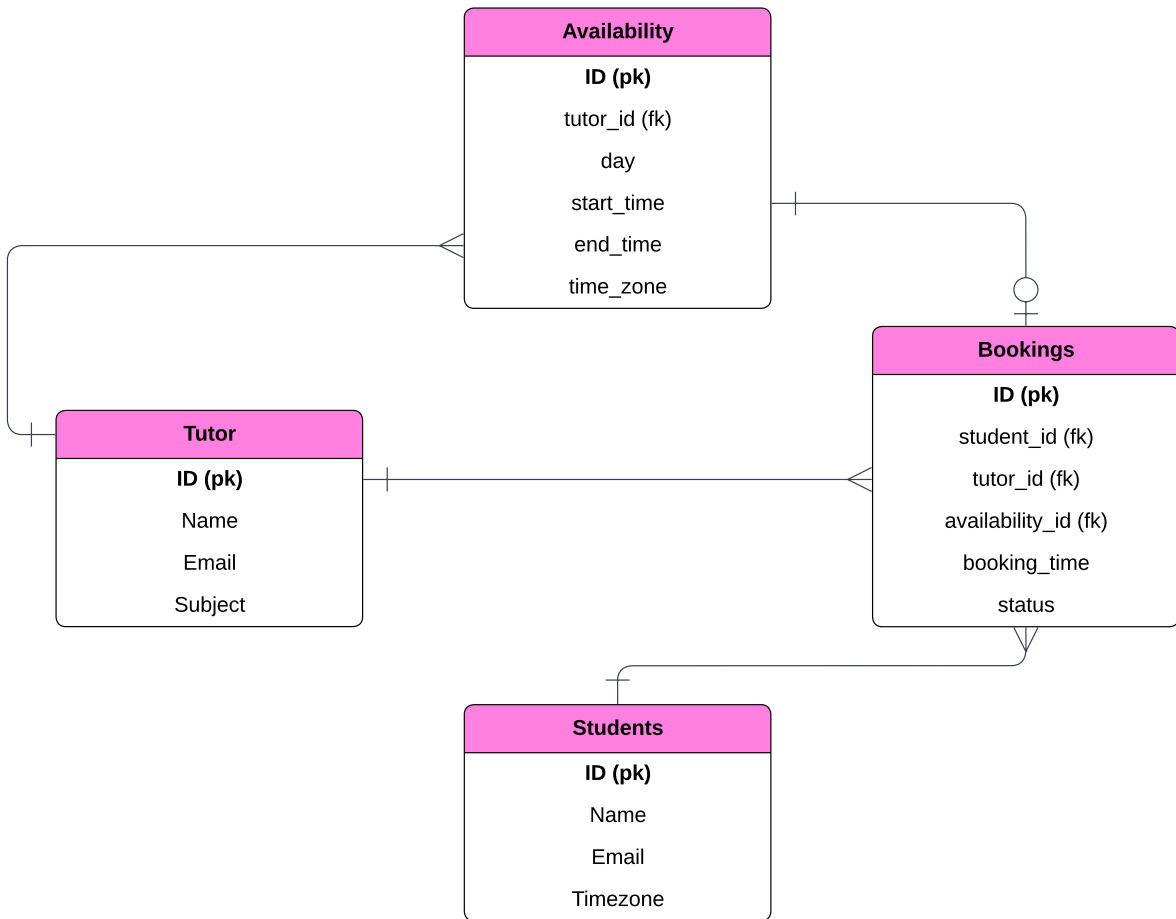 Availability
ID (pk)
tutor_id (fk)
day
start_time
end_time
time_zone
Bookings
ID (pk)
student_id (fk)
tutor_id (fk)
availability_id (fk)
booking_time
status
Tutor
ID (pk)
Name
Email
Subject
Students
ID (pk)
Name
Email
Timezone